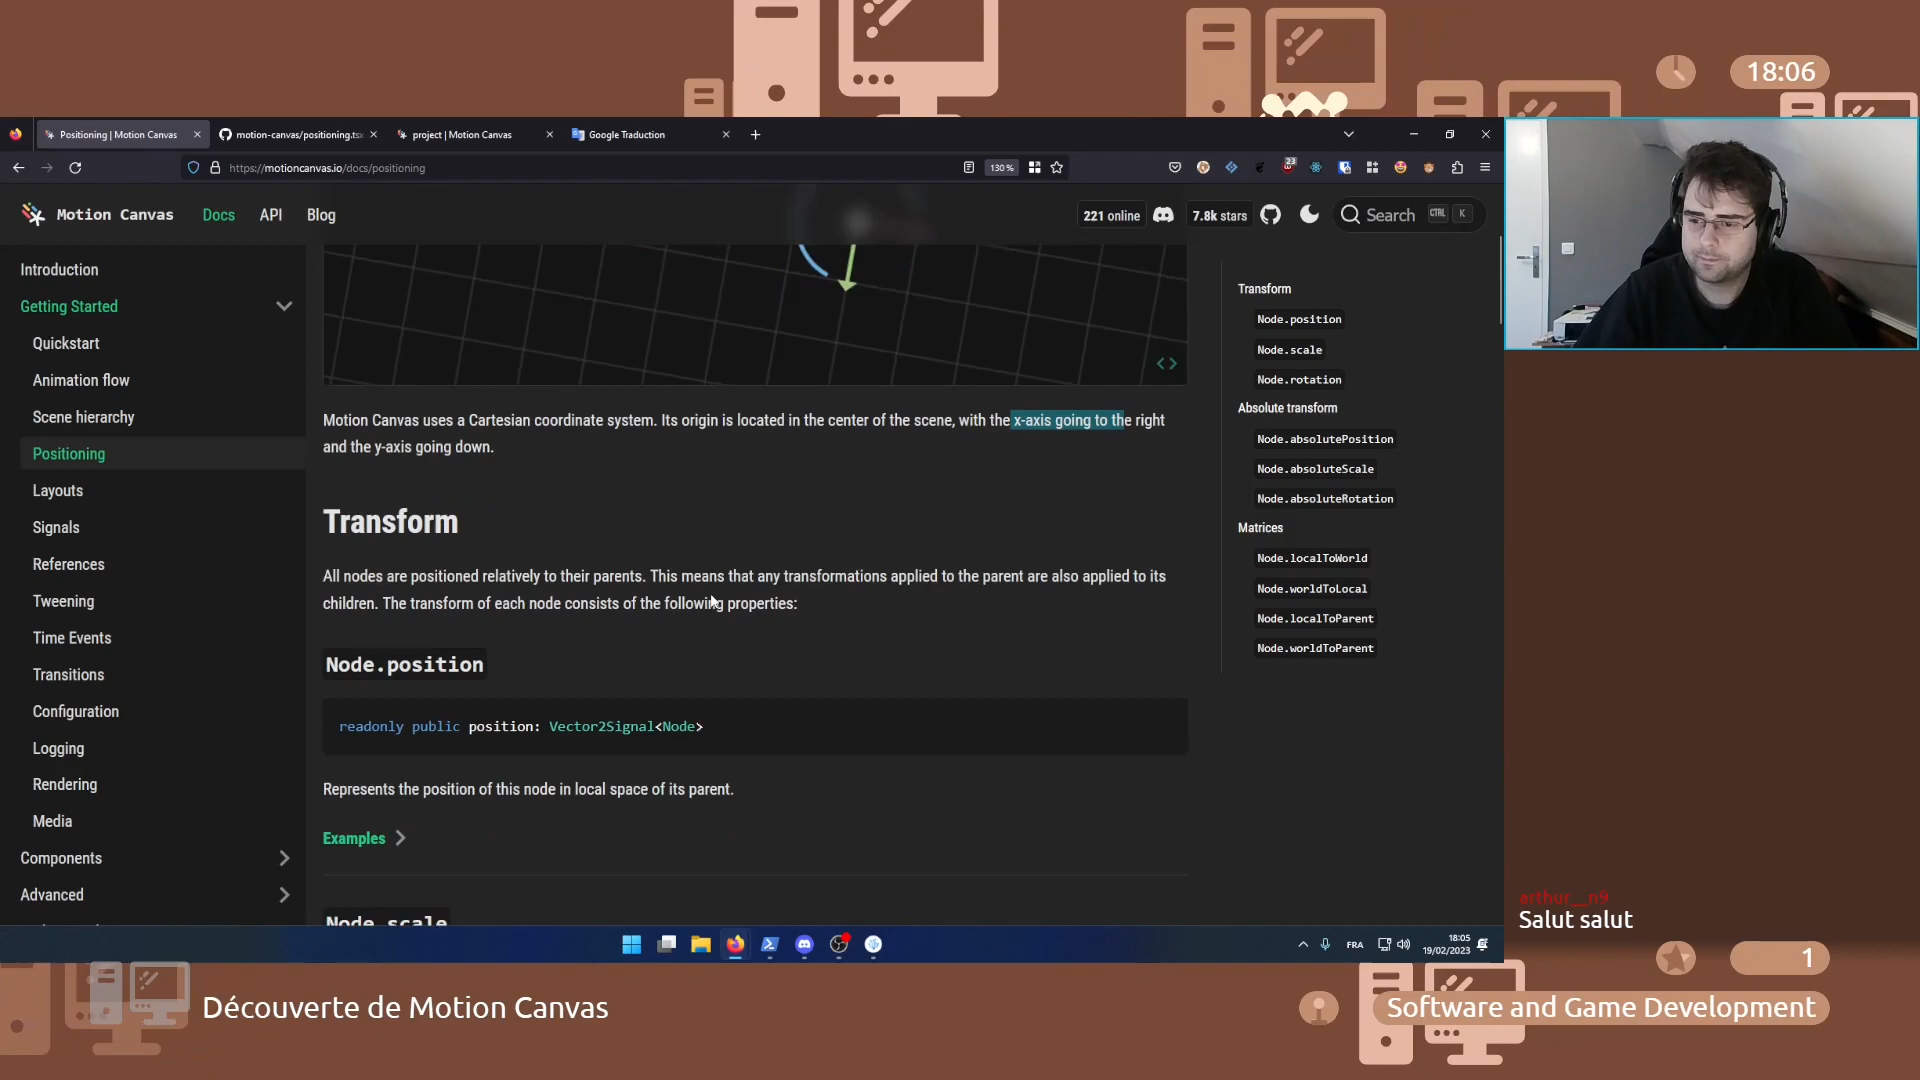 18:06
Positioning | Motion Canvas
motion-canvas/positioning.tsx
project | Motion Canvas
Google Traduction
https://motioncanvas.io/docs/positioning
130 %
23
Motion Canvas
Docs
API
Blog
221 online
7.8k stars
Search
CTRL
K
Introduction
Getting Started
Quickstart
Animation flow
Scene hierarchy
Positioning
Layouts
Signals
References
Tweening
Time Events
Transitions
Configuration
Logging
Rendering
Media
Components
Advanced
Motion Canvas uses a Cartesian coordinate system. Its origin is located in the center of the scene, with the x-axis going to the right
and the y-axis going down.
Transform
All nodes are positioned relatively to their parents. This means that any transformations applied to the parent are also applied to its
children. The transform of each node consists of the following properties:
Node.position
readonly public position: Vector2Signal<Node>
Represents the position of this node in local space of its parent.
Examples
Node.scale
Transform
Node.position
Node.scale
Node.rotation
Absolute transform
Node.absolutePosition
Node.absoluteScale
Node.absoluteRotation
Matrices
Node.localToWorld
Node.worldToLocal
Node.localToParent
Node.worldToParent
arthur__n9
Salut salut
FRA
18:05
19/02/2023
1
Découverte de Motion Canvas
Software and Game Development